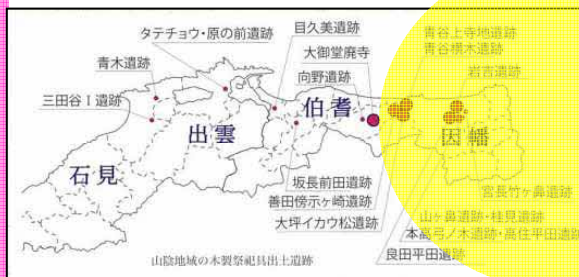 タテチョウ・原の前遺跡
目久美遺跡
青谷上寺地遺跡
大御堂廃寺
青谷横木遺跡
青木遺跡
向野遺跡
岩吉遺跡
三田谷Ⅰ遺跡
伯耆
出雲
因幡
石見
坂長前田遺跡
宮長竹ヶ鼻遺跡
善田傍示ヶ崎遺跡
山ヶ鼻遺跡・桂見遺跡
大坪イカウ松遺跡
本高弓ノ木遺跡・高住平田遺跡
良田平田遺跡
山陰地域の木製祭祀具出土遺跡